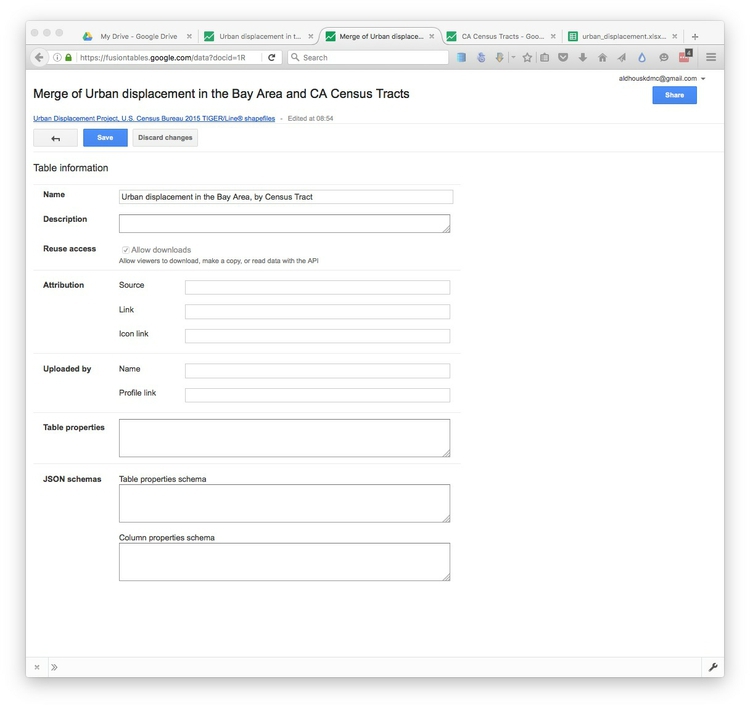 My Drive - Google Drive
Urban displacement in t...
Merge of Urban displace...
CA Census Tracts - Goo...
urban_displacement.xlsx...
https://fusiontables.google.com/data?docid=1R
Search
4
aldhouskdmc@gmail.com
Merge of Urban displacement in the Bay Area and CA Census Tracts
Share
Urban Displacement Project, U.S. Census Bureau 2015 TIGER/Line® shapefiles - Edited at 08:54
Save
Discard changes
Table information
Name
Urban displacement in the Bay Area, by Census Tract
Description
Reuse access
Allow downloads
Allow viewers to download, make a copy, or read data with the API
Attribution
Source
Link
Icon link
Uploaded by
Name
Profile link
Table properties
JSON schemas
Table properties schema
Column properties schema